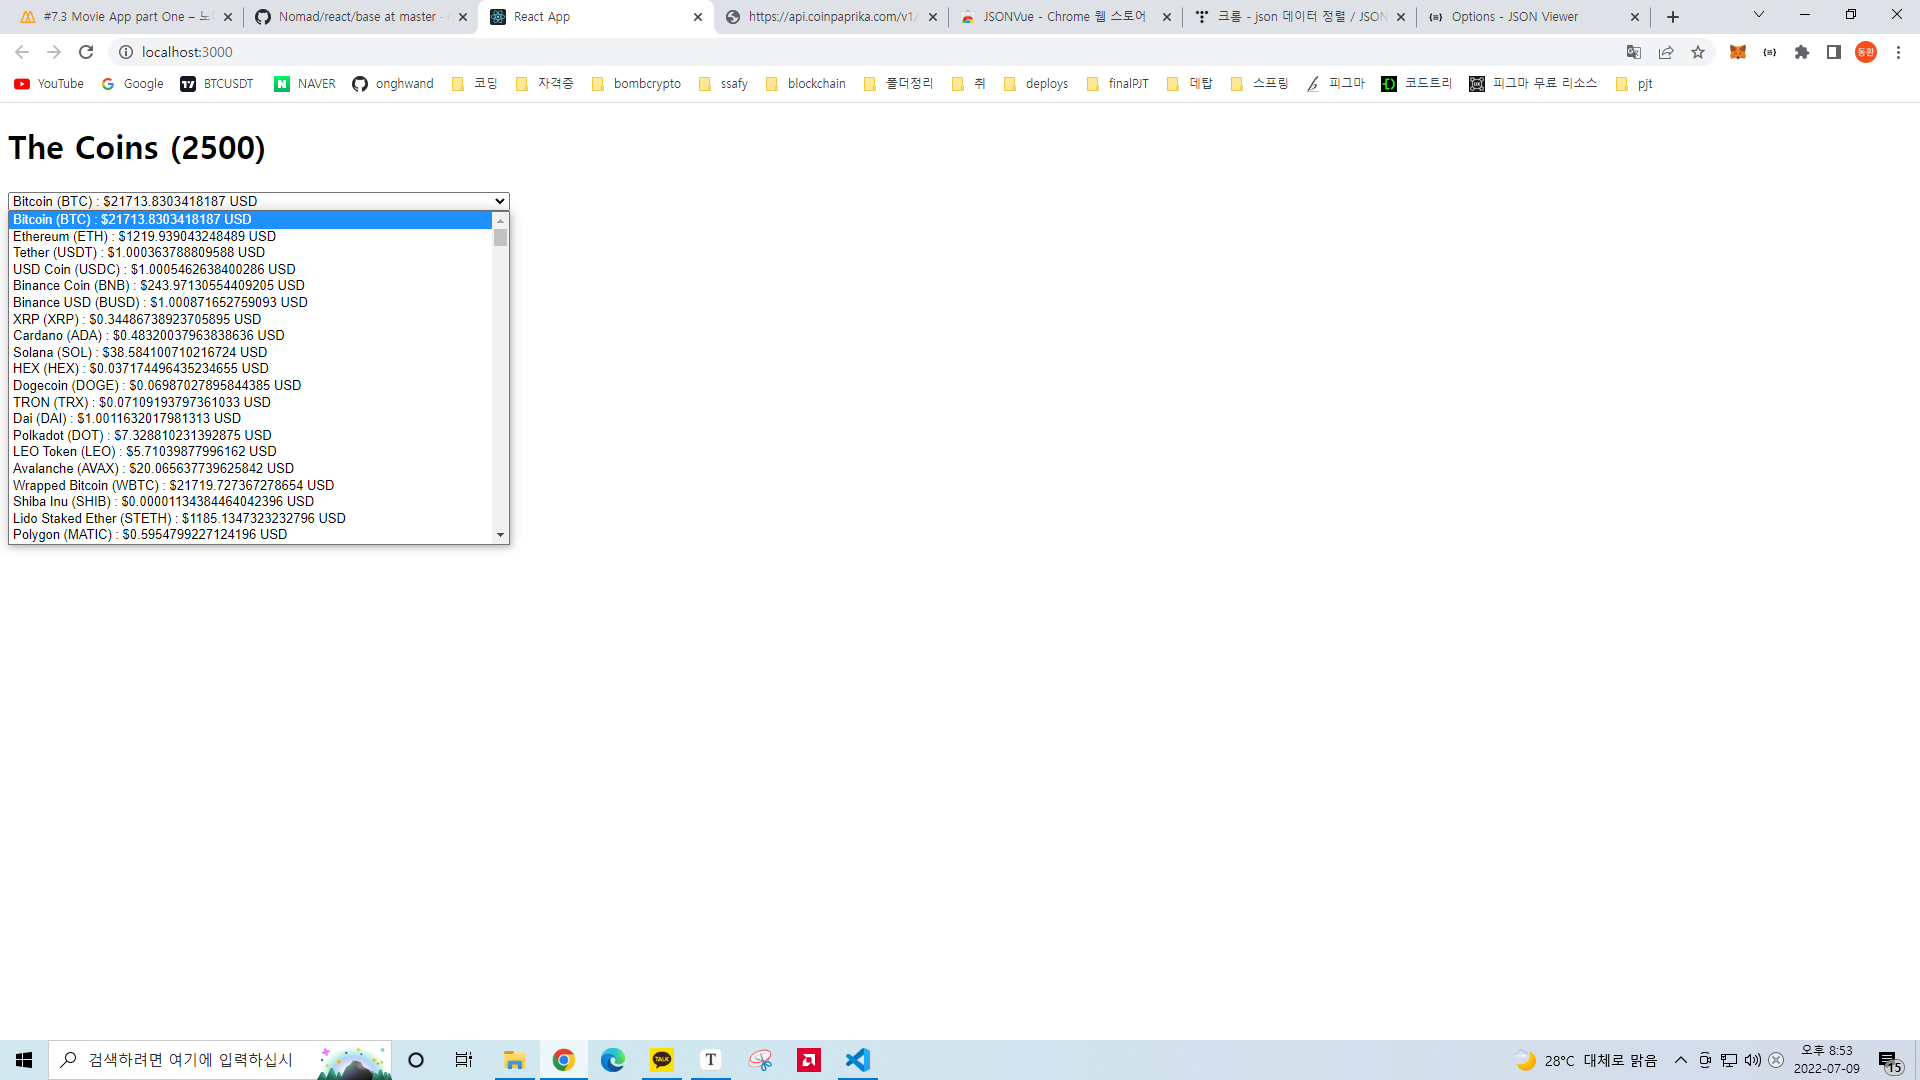 #7.3 Movie App part One – 노
Nomad/react/base at master ·
React App
https://api.coinpaprika.com/v1/
JSONVue - Chrome 웹 스토어
크롬 - json 데이터 정렬 / JSON
Options - JSON Viewer
localhost:3000
동환
YouTube
Google
BTCUSDT
NAVER
onghwand
코딩
자격증
bombcrypto
ssafy
blockchain
폴더정리
취
deploys
finalPJT
데탑
스프링
피그마
코드트리
피그마 무료 리소스
pjt
The Coins (2500)
Bitcoin (BTC) : $21713.8303418187 USD
Bitcoin (BTC) : $21713.8303418187 USD
Ethereum (ETH) : $1219.939043248489 USD
Tether (USDT) : $1.000363788809588 USD
USD Coin (USDC) : $1.0005462638400286 USD
Binance Coin (BNB) : $243.97130554409205 USD
Binance USD (BUSD) : $1.000871652759093 USD
XRP (XRP) : $0.34486738923705895 USD
Cardano (ADA) : $0.48320037963838636 USD
Solana (SOL) : $38.584100710216724 USD
HEX (HEX) : $0.037174496435234655 USD
Dogecoin (DOGE) : $0.06987027895844385 USD
TRON (TRX) : $0.07109193797361033 USD
Dai (DAI) : $1.0011632017981313 USD
Polkadot (DOT) : $7.328810231392875 USD
LEO Token (LEO) : $5.71039877996162 USD
Avalanche (AVAX) : $20.065637739625842 USD
Wrapped Bitcoin (WBTC) : $21719.727367278654 USD
Shiba Inu (SHIB) : $0.00001134384464042396 USD
Lido Staked Ether (STETH) : $1185.1347323232796 USD
Polygon (MATIC) : $0.5954799227124196 USD
검색하려면 여기에 입력하십시
TALK
T
28°C 대체로 맑음
오후 8:53
2022-07-09
15